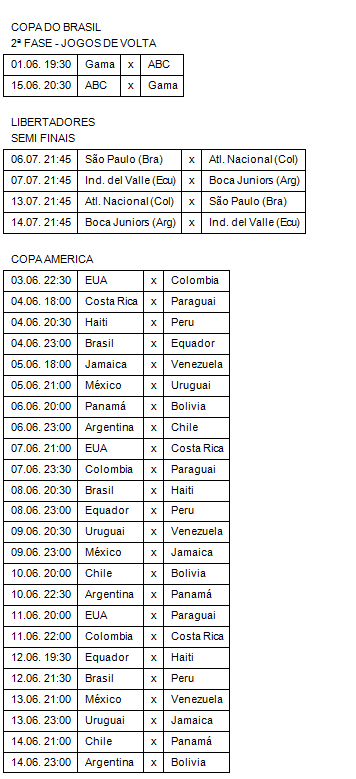 COPA DO BRASIL
2ª FASE - JOGOS DE VOLTA
01.06. 19:30 Gama x ABC
15.06. 20:30 ABC x Gama
LIBERTADORES
SEMI FINAIS
06.07. 21:45 São Paulo (Bra) x Atl. Nacional (Col)
07.07. 21:45 Ind. del Valle (Ecu) x Boca Juniors (Arg)
13.07. 21:45 Atl. Nacional (Col) x São Paulo (Bra)
14.07. 21:45 Boca Juniors (Arg) x Ind. del Valle (Ecu)
COPA AMERICA
03.06. 22:30 EUA x Colombia
04.06. 18:00 Costa Rica x Paraguai
04.06. 20:30 Haiti x Peru
04.06. 23:00 Brasil x Equador
05.06. 18:00 Jamaica x Venezuela
05.06. 21:00 México x Uruguai
06.06. 20:00 Panamá x Bolivia
06.06. 23:00 Argentina x Chile
07.06. 21:00 EUA x Costa Rica
07.06. 23:30 Colombia x Paraguai
08.06. 20:30 Brasil x Haiti
08.06. 23:00 Equador x Peru
09.06. 20:30 Uruguai x Venezuela
09.06. 23:00 México x Jamaica
10.06. 20:00 Chile x Bolivia
10.06. 22:30 Argentina x Panamá
11.06. 20:00 EUA x Paraguai
11.06. 22:00 Colombia x Costa Rica
12.06. 19:30 Equador x Haiti
12.06. 21:30 Brasil x Peru
13.06. 21:00 México x Venezuela
13.06. 23:00 Uruguai x Jamaica
14.06. 21:00 Chile x Panamá
14.06. 23:00 Argentina x Bolivia